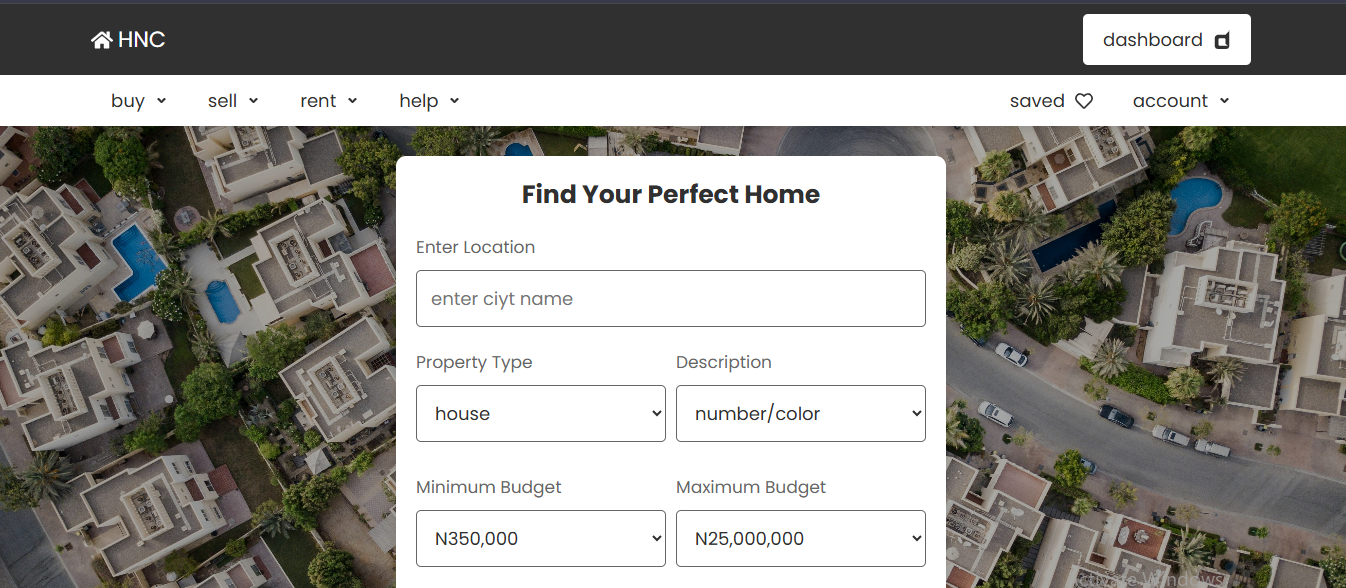 HNC
dashboard
buy sell rent help saved account
Find Your Perfect Home
Enter Location
enter ciyt name
Property Type Description
house number/color
Minimum Budget Maximum Budget
N350,000 N25,000,000
Activate Windows